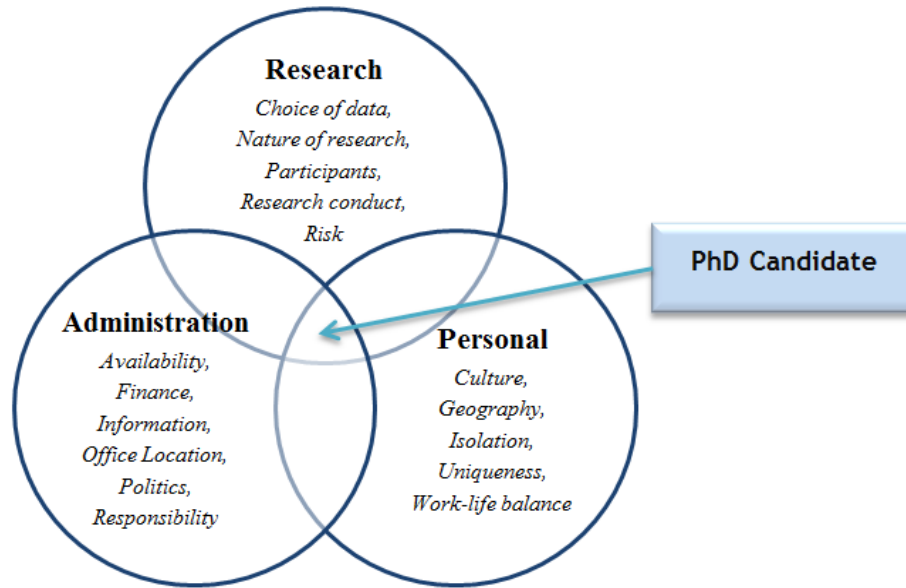 Research
Choice of data,
Nature of research,
Participants,
Research conduct,
Risk
PhD Candidate
Administration
Availability,
Finance,
Information,
Office Location,
Politics,
Responsibility
Personal
Culture,
Geography,
Isolation,
Uniqueness,
Work-life balance